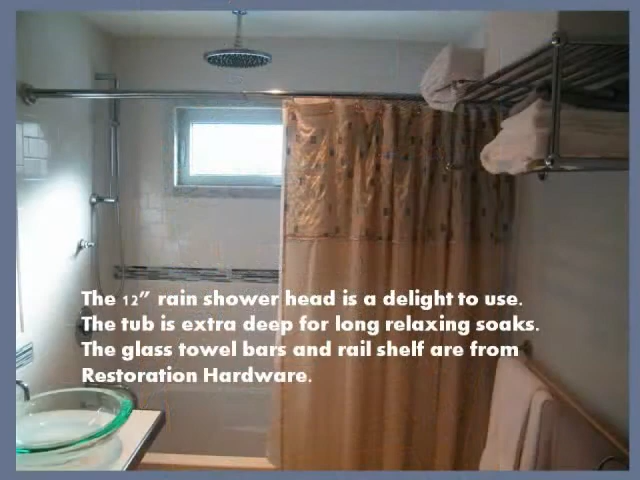 The 12" rain shower head is a delight to use.
The tub is extra deep for long relaxing soaks.
The glass towel bars and rail shelf are from
Restoration Hardware.